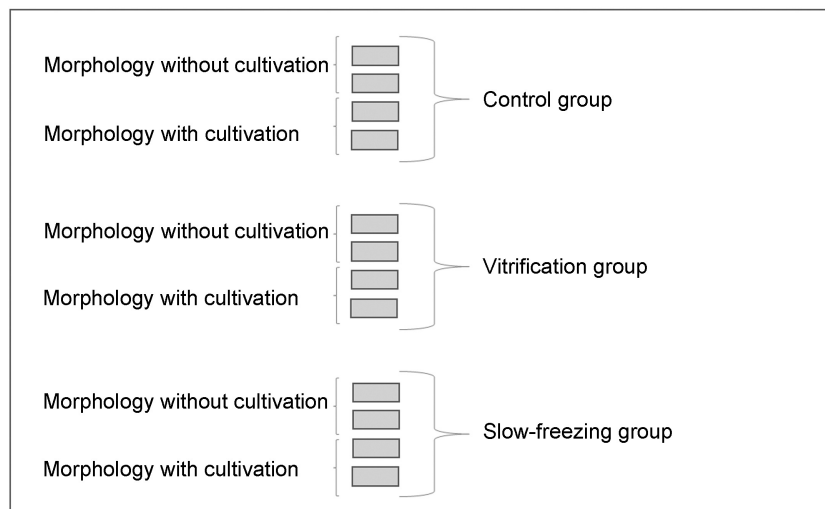 Morphology without cultivation
Control group
Morphology with cultivation
Morphology without cultivation
Vitrification group
Morphology with cultivation
Morphology without cultivation
Slow-freezing group
Morphology with cultivation